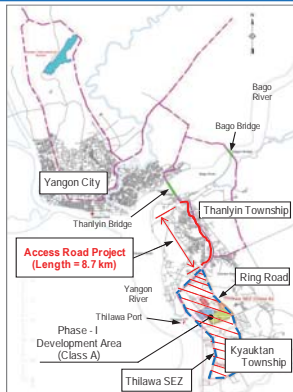 Bago
River
Bago Bridge
Yangon City
Thanlyin Bridge
Thanlyin Township
Access Road Project
(Length = 8.7 km)
Ring Road
Yangon
River
Thilawa Port
Phase - I
Development Area
(Class A)
Kyauktan
Township
Thilawa SEZ